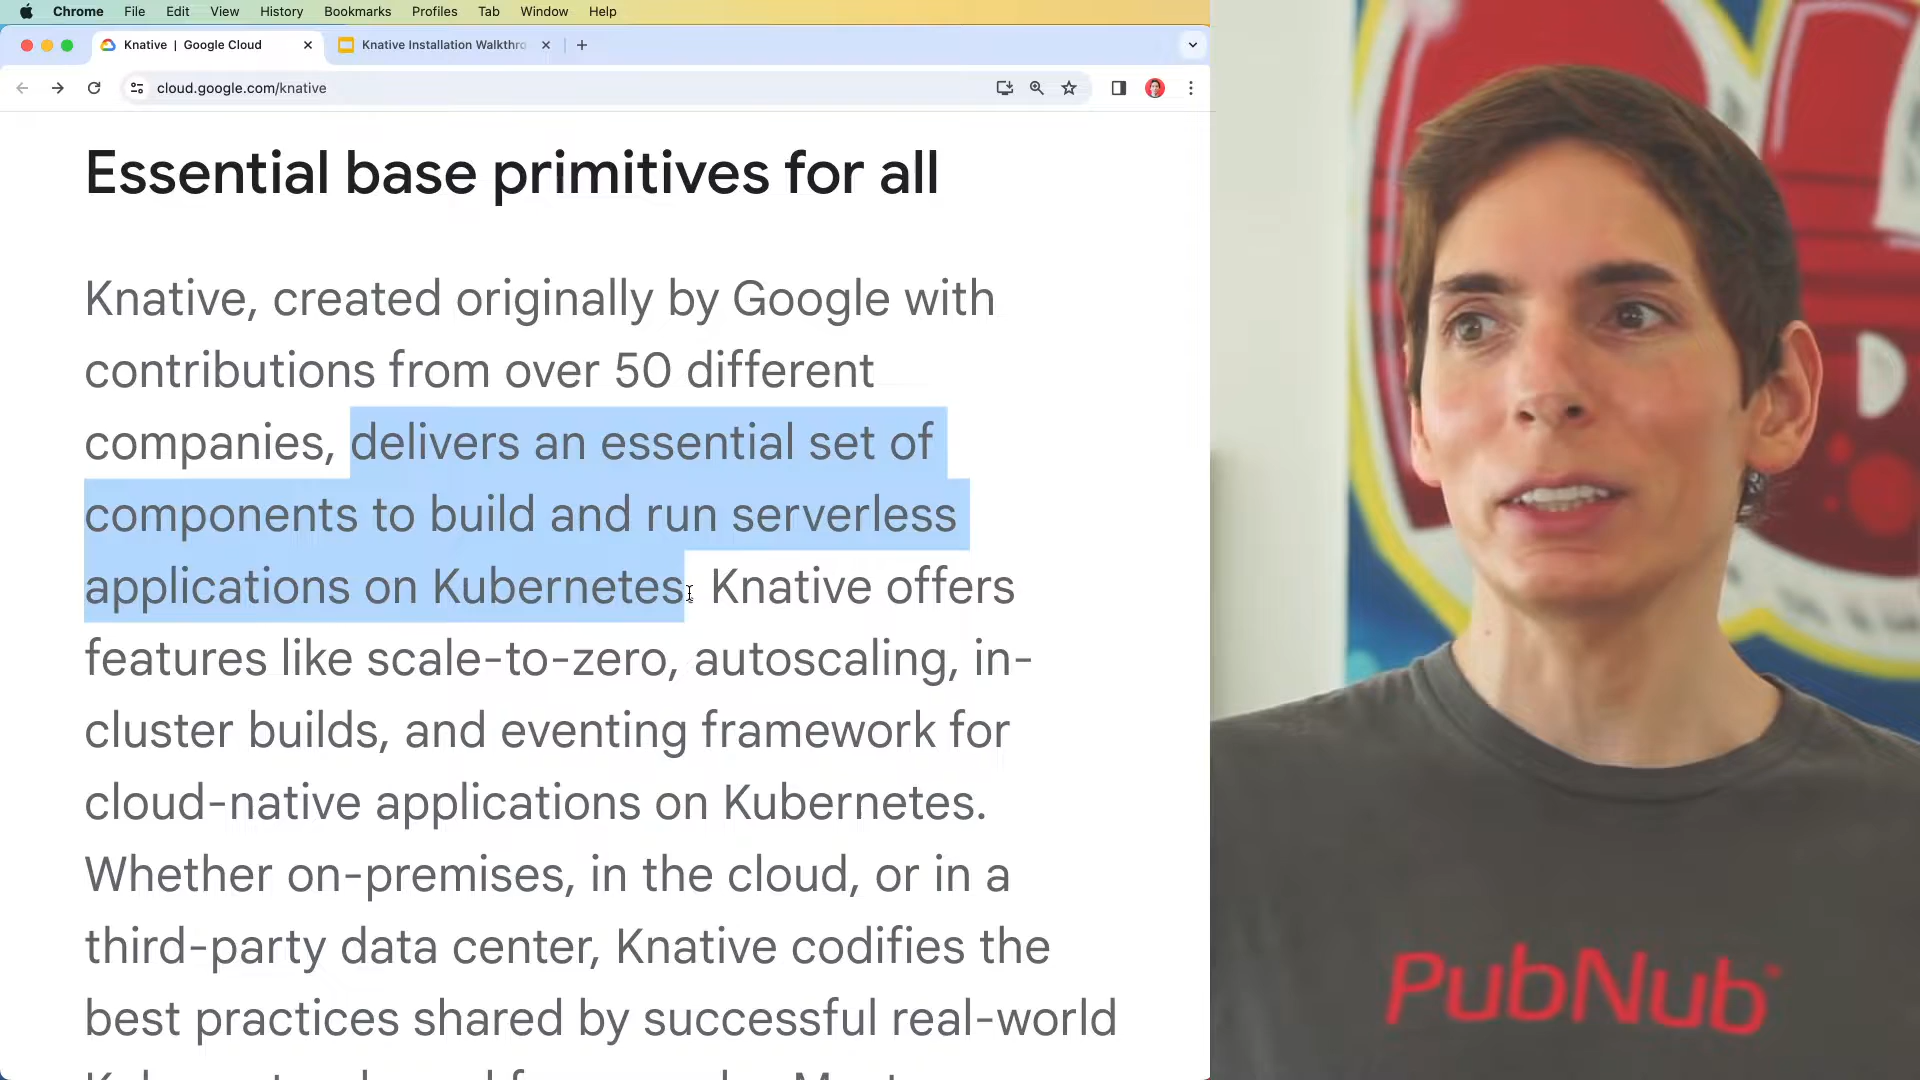 Chrome File Edit View History Bookmarks Profiles Tab Window Help
Knative | Google Cloud
Knative Installation Walkthro
cloud.google.com/knative
Essential base primitives for all
Knative, created originally by Google with
contributions from over 50 different
companies, delivers an essential set of
components to build and run serverless
applications on Kubernetes. Knative offers
features like scale-to-zero, autoscaling, in-
cluster builds, and eventing framework for
cloud-native applications on Kubernetes.
Whether on-premises, in the cloud, or in a
third-party data center, Knative codifies the
best practices shared by successful real-world
PubNub